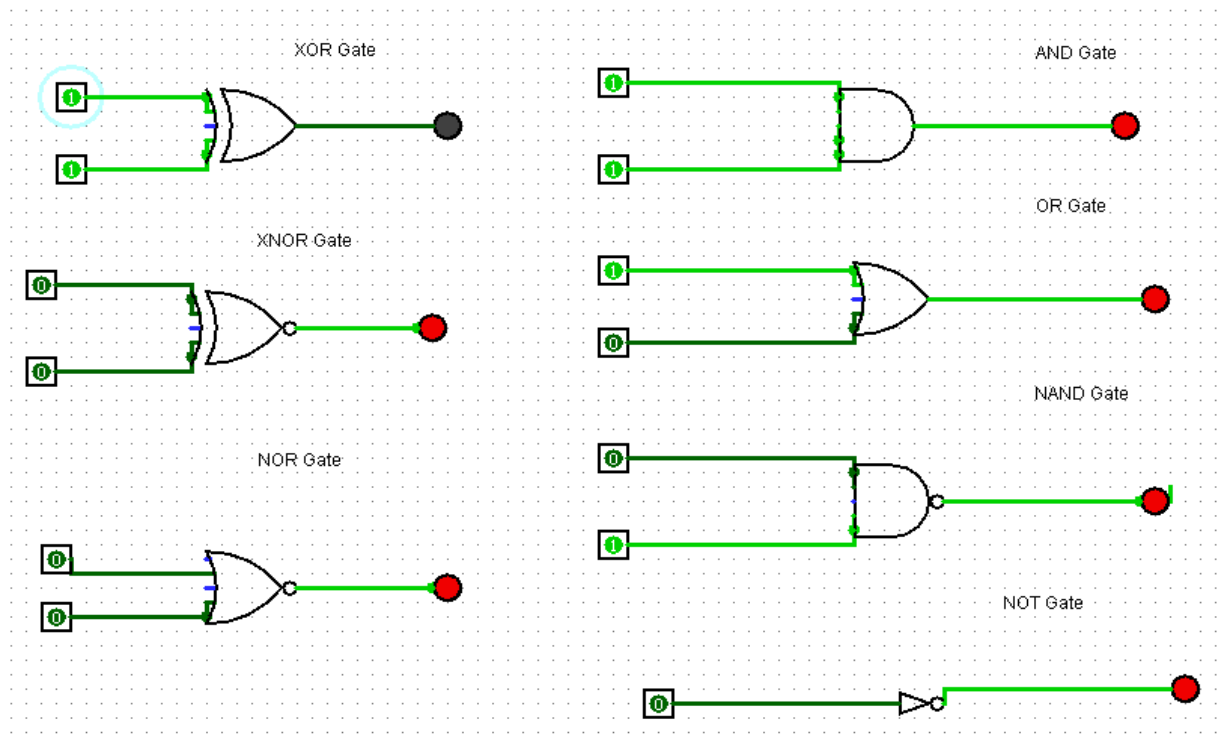 XOR Gate
1
1
XNOR Gate
0
0
NOR Gate
0
0
AND Gate
1
1
OR Gate
1
0
NAND Gate
0
1
NOT Gate
0